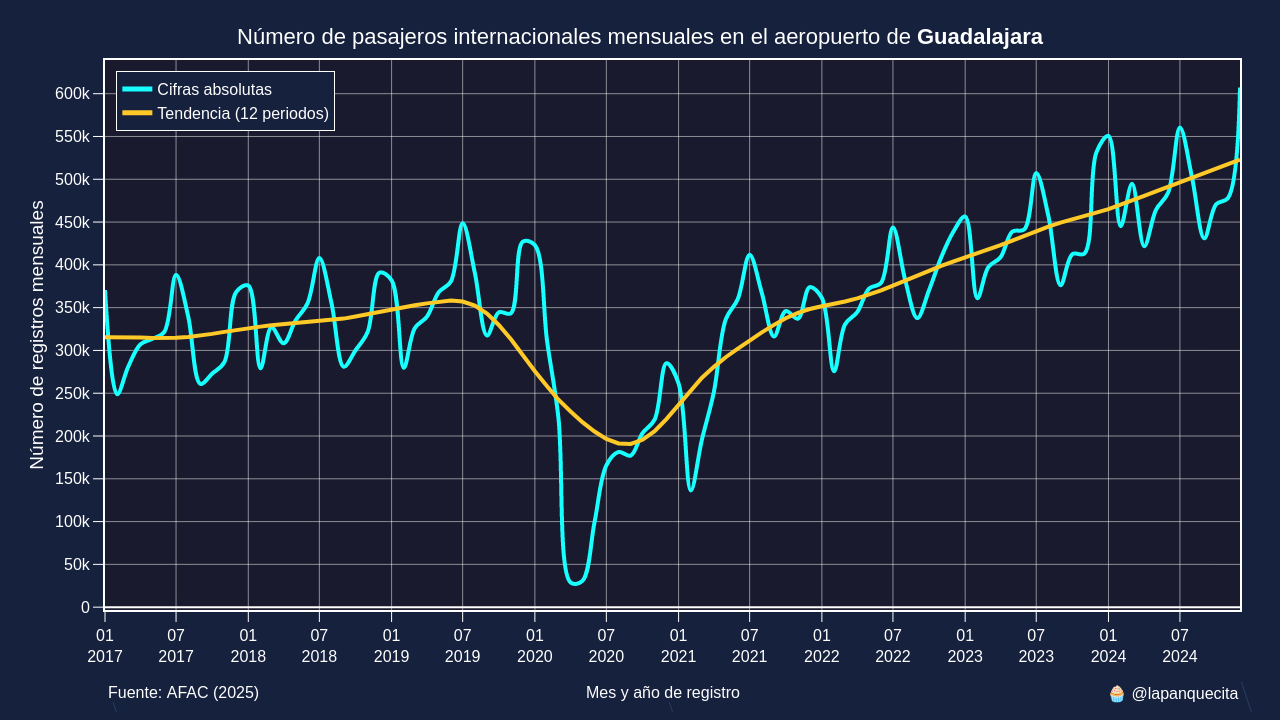 Número de pasajeros internacionales mensuales en el aeropuerto de Guadalajara
Cifras absolutas
Tendencia (12 periodos)
Número de registros mensuales
600k
550k
500k
450k
400k
350k
300k
250k
200k
150k
100k
50k
0
01 07 01 07 01 07 01 07 01 07 01 07 01 07 01 07
2017 2017 2018 2018 2019 2019 2020 2020 2021 2021 2022 2022 2023 2023 2024 2024
Fuente: AFAC (2025) Mes y año de registro 🧁 @lapanquecita